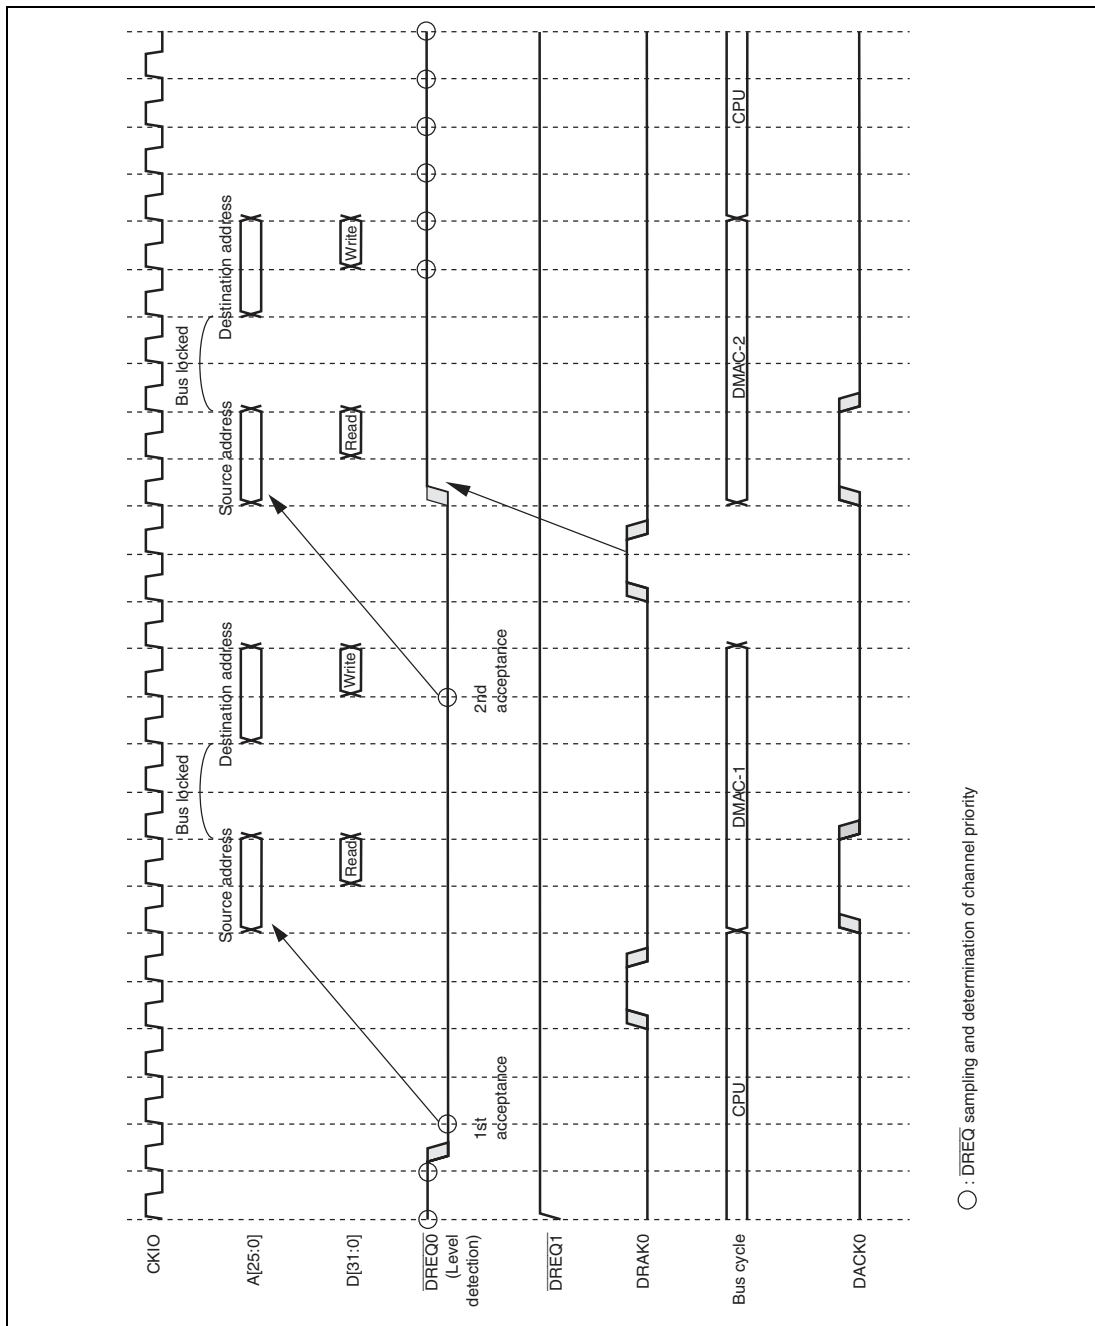 CKIO
A[25:0]
Source address
Bus locked
Destination address
Source address
Bus locked
Destination address
D[31:0]
Read
Write
Read
Write
DREQ0
(Level
detection)
1st
acceptance
2nd
acceptance
DREQ1
DRAK0
Bus cycle
CPU
DMAC-1
DMAC-2
CPU
DACK0
: DREQ sampling and determination of channel priority